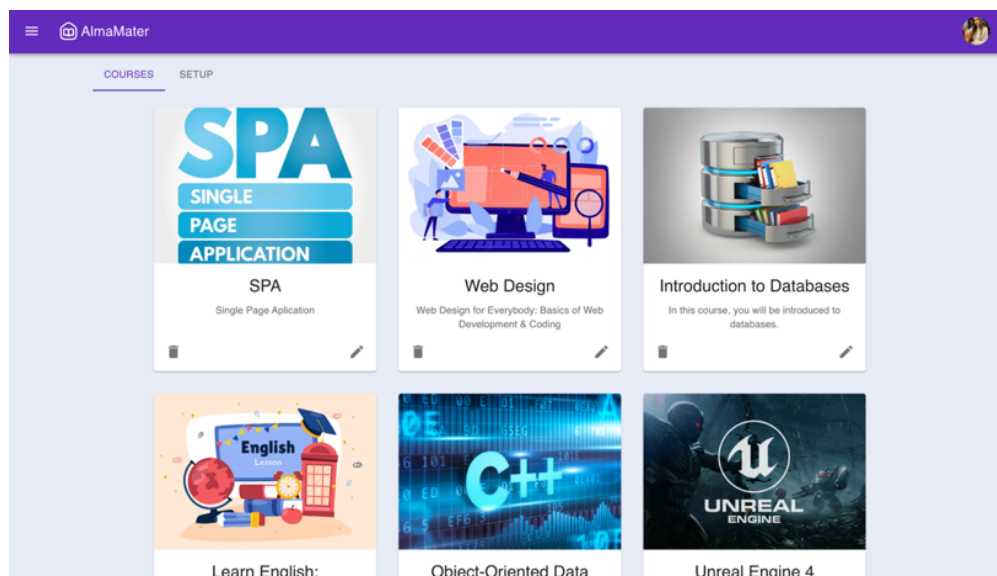 AlmaMater
COURSES SETUP
SPA
SINGLE
PAGE
APPLICATION
SPA
Single Page Aplication
Web Design
Web Design for Everybody: Basics of Web
Development & Coding
Introduction to Databases
In this course, you will be introduced to
databases.
English
Lesson
Learn English:
C++
Object-Oriented Data
UNREAL
ENGINE
Unreal Engine 4